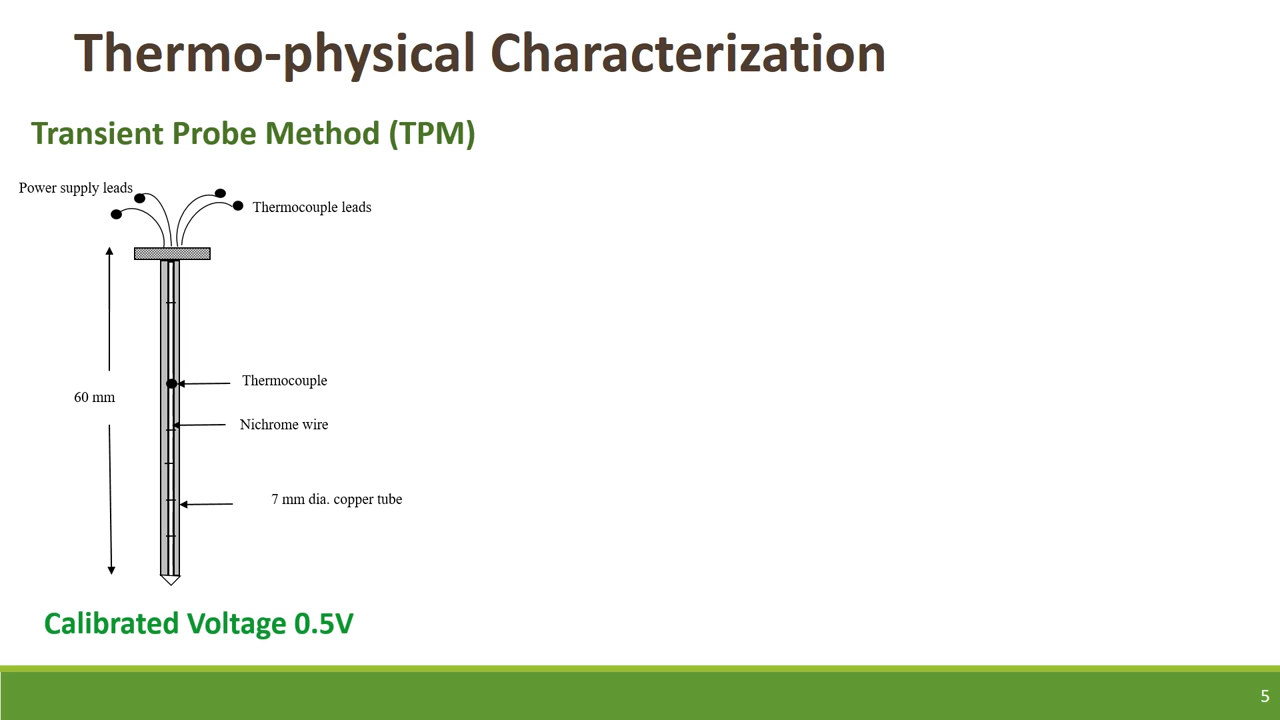 Thermo-physical Characterization
Transient Probe Method (TPM)
Power supply leads
Thermocouple leads
Thermocouple
60 mm
Nichrome wire
7 mm dia. copper tube
Calibrated Voltage 0.5V
5